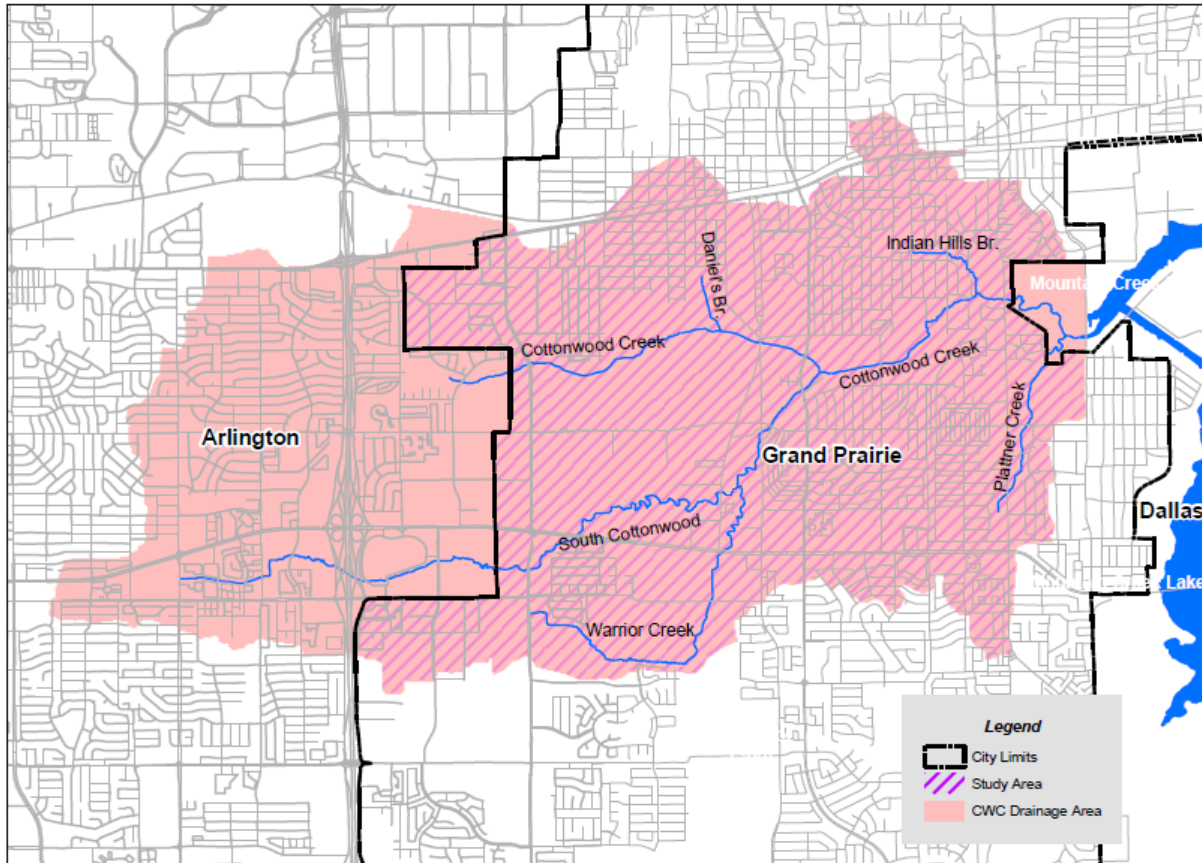 Indian Hills Br.
Daniel's Br.
Mountain Creek
Cottonwood Creek
Cottonwood Creek
Plattner Creek
Arlington
Grand Prairie
Dallas
South Cottonwood
Lake
Warrior Creek
Legend
City Limits
Study Area
CWC Drainage Area